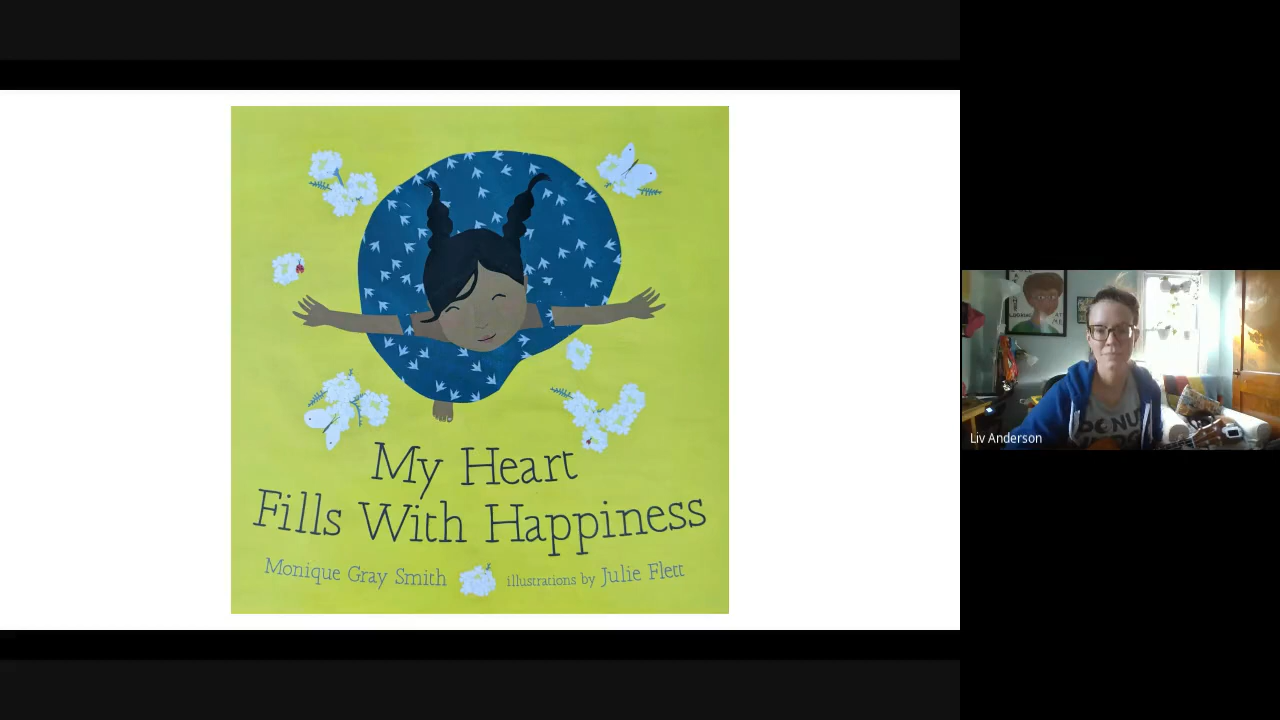 My Heart
Fills With Happiness
Monique Gray Smith illustrations by Julie Flett
Liv Anderson